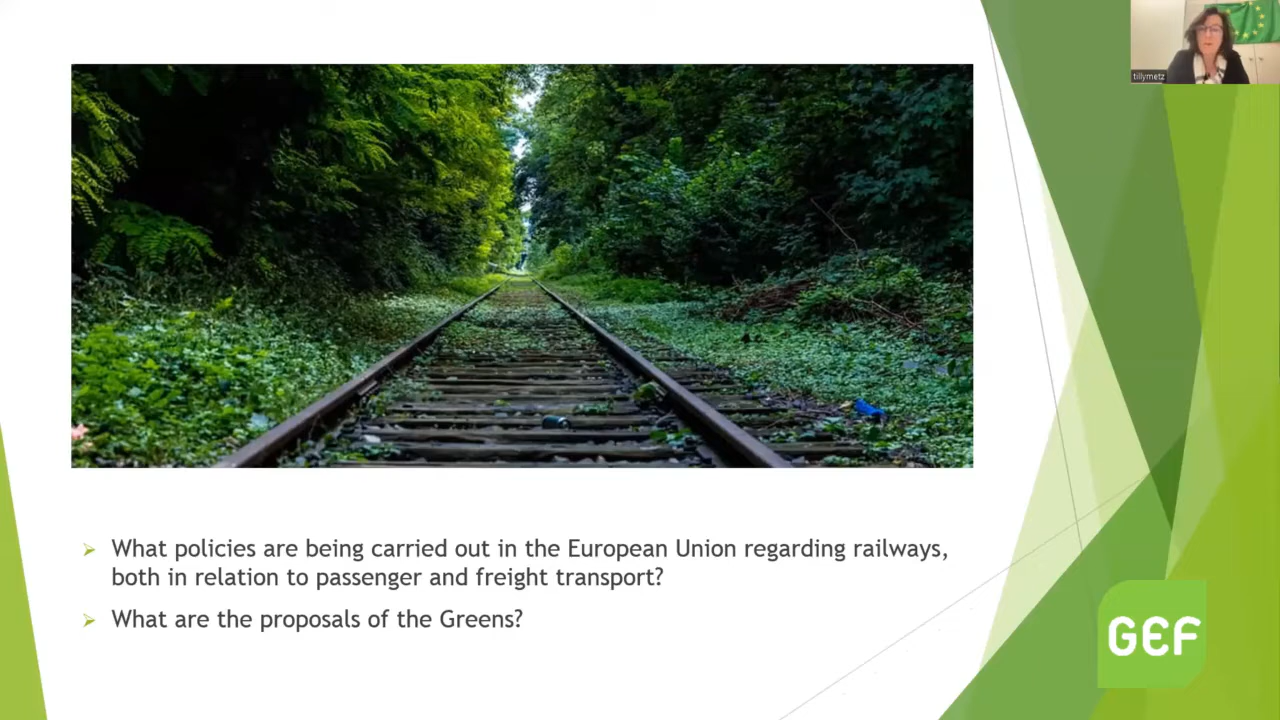 tillymetz
What policies are being carried out in the European Union regarding railways,
both in relation to passenger and freight transport?
What are the proposals of the Greens?
GEF